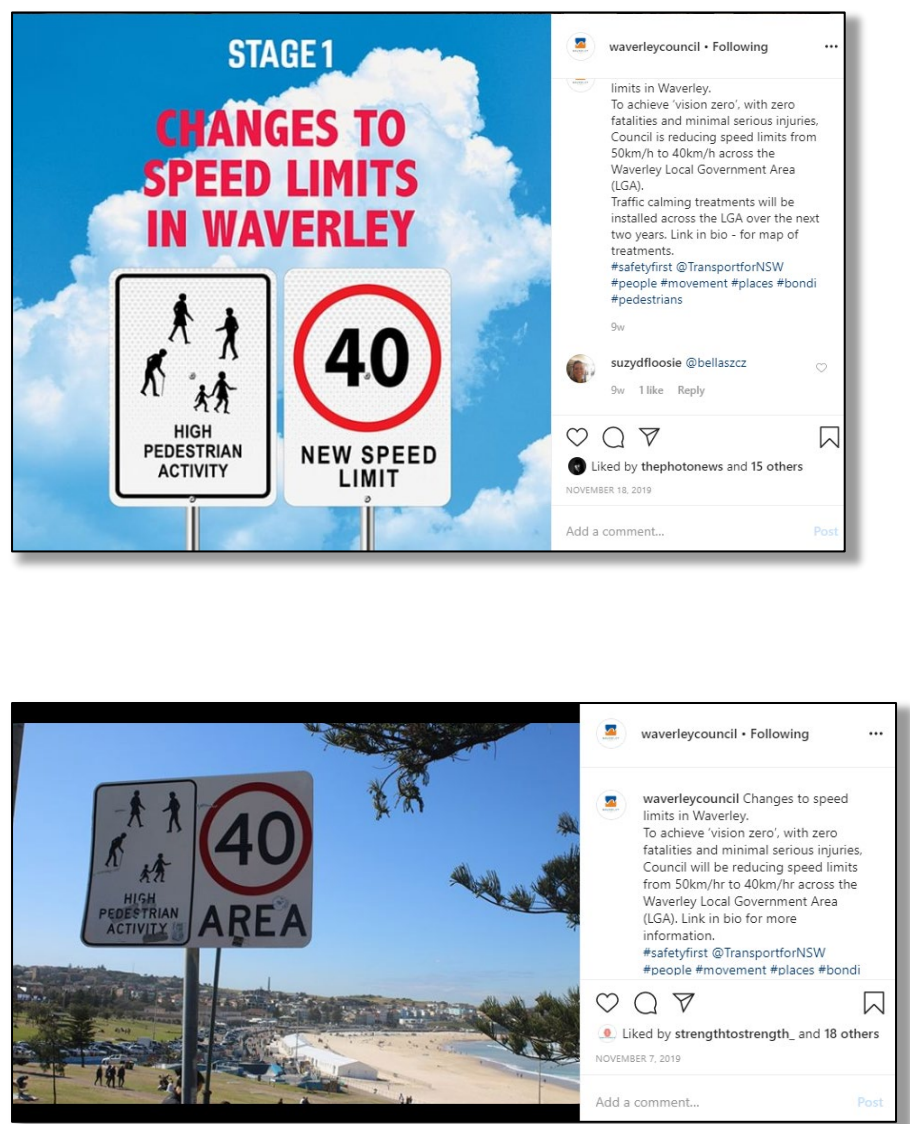 STAGE 1
CHANGES TO
SPEED LIMITS
IN WAVERLEY
HIGH
PEDESTRIAN
ACTIVITY
40
NEW SPEED
LIMIT
waverleycouncil • Following
limits in Waverley.
To achieve 'vision zero', with zero
fatalities and minimal serious injuries,
Council is reducing speed limits from
50km/h to 40km/h across the
Waverley Local Government Area
(LGA).
Traffic calming treatments will be
installed across the LGA over the next
two years. Link in bio - for map of
treatments.
#safetyfirst @TransportforNSW
#people #movement #places #bondi
#pedestrians
9w
suzydfloosie @bellaszcz
9w 1 like Reply
Liked by thephotonews and 15 others
NOVEMBER 18, 2019
Add a comment... Post
HIGH
PEDESTRIAN
ACTIVITY
40
AREA
waverleycouncil • Following
waverleycouncil Changes to speed
limits in Waverley.
To achieve 'vision zero', with zero
fatalities and minimal serious injuries,
Council will be reducing speed limits
from 50km/hr to 40km/hr across the
Waverley Local Government Area
(LGA). Link in bio for more
information.
#safetyfirst @TransportforNSW
#people #movement #places #bondi
Liked by strengthtostrength_ and 18 others
NOVEMBER 7, 2019
Add a comment... Post